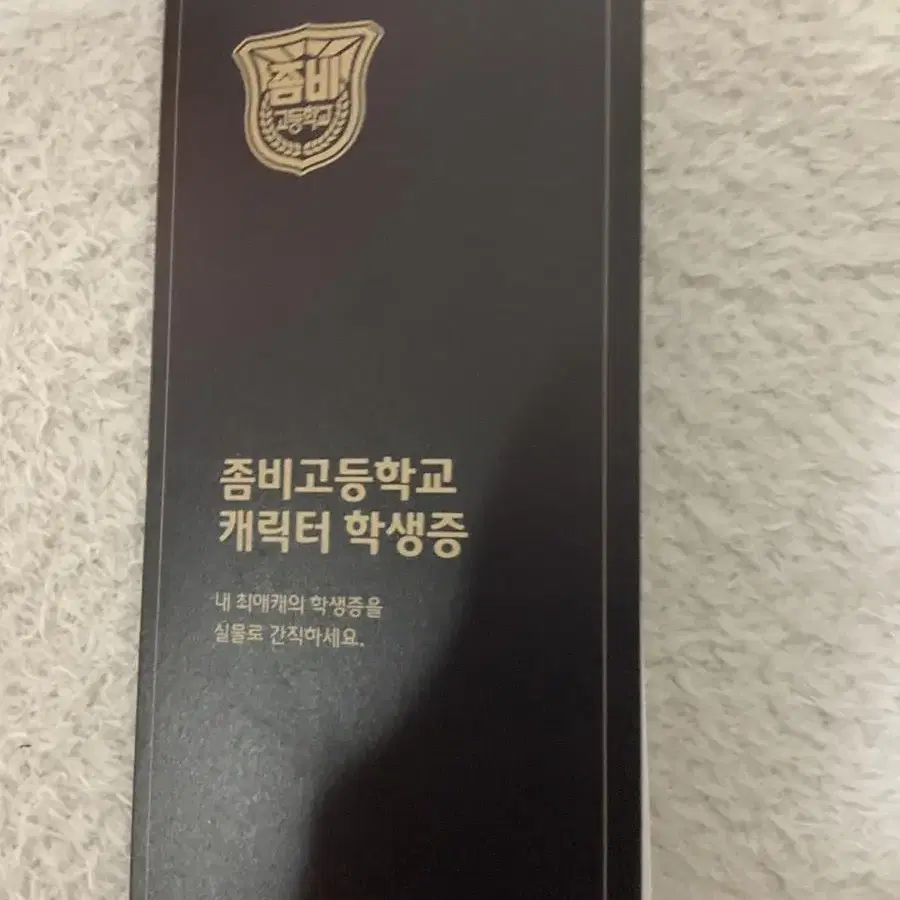 좀비
고등학교
좀비고등학교
캐릭터 학생증
내 최애캐의 학생증을
실물로 간직하세요.